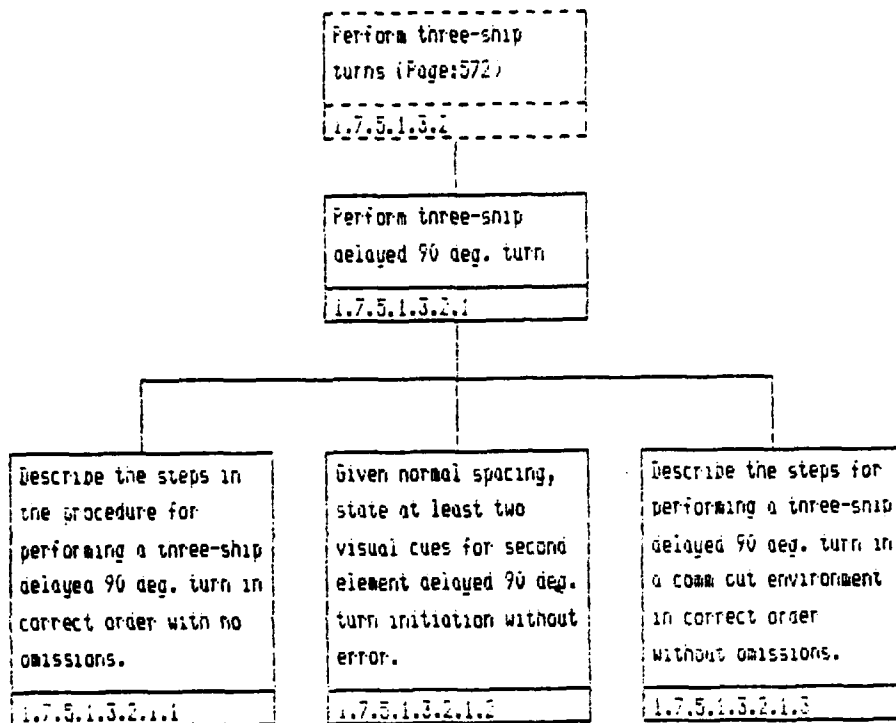 Perform three-ship
turns (Page:572)
1.7.5.1.3.2
Perform three-ship
delayed 90 deg. turn
1.7.5.1.3.2.1
Describe the steps in
the procedure for
performing a three-ship
delayed 90 deg. turn in
correct order with no
omissions.
1.7.5.1.3.2.1.1
Given normal spacing,
state at least two
visual cues for second
element delayed 90 deg.
turn initiation without
error.
1.7.5.1.3.2.1.2
Describe the steps for
performing a three-ship
delayed 90 deg. turn in
a comm out environment
in correct order
without omissions.
1.7.5.1.3.2.1.3